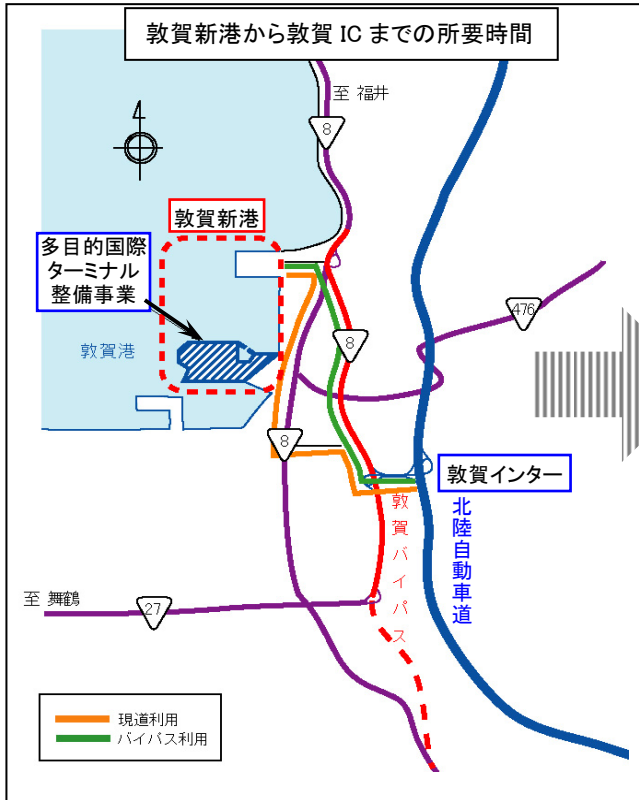 敦賀新港から敦賀 IC までの所要時間
至 福井
8
4
敦賀新港
多目的国際
ターミナル
整備事業
476
敦賀港
8
8
敦賀インター
敦賀バイパス
北陸自動車道
至 舞鶴
27
現道利用
バイパス利用